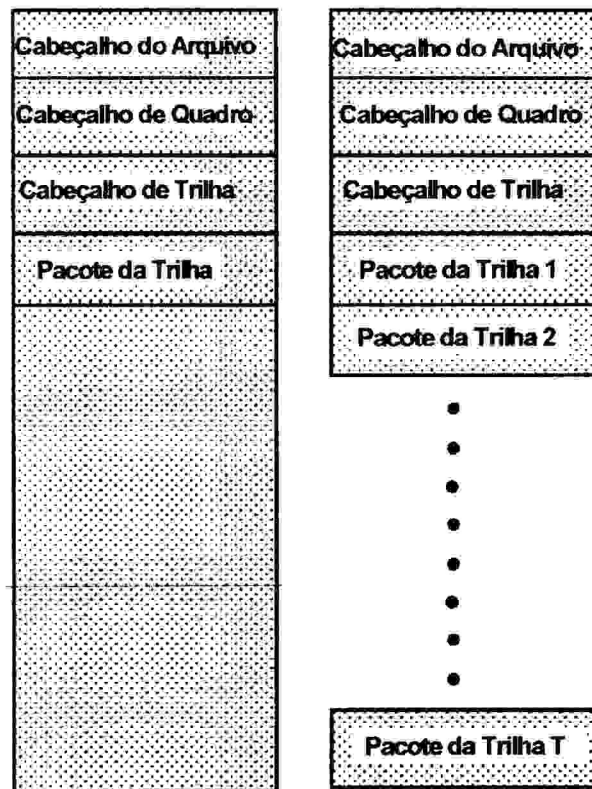 Cabeçalho do Arquivo
Cabeçalho de Quadro
Cabeçalho de Trilha
Pacote da Trilha
Cabeçalho do Arquivo
Cabeçalho de Quadro
Cabeçalho de Trilha
Pacote da Trilha 1
Pacote da Trilha 2
Pacote da Trilha T